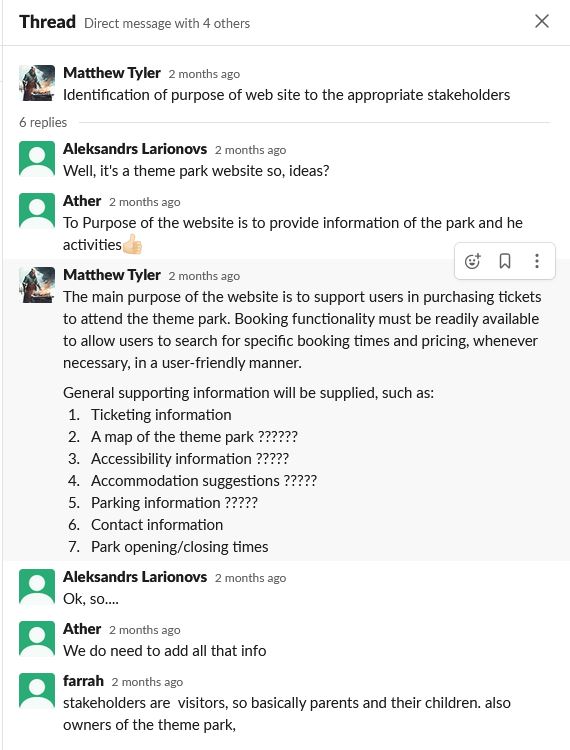 Thread Direct message with 4 others
Matthew Tyler 2 months ago
Identification of purpose of web site to the appropriate stakeholders
6 replies
Aleksandrs Larionovs 2 months ago
Well, it's a theme park website so, ideas?
Ather 2 months ago
To Purpose of the website is to provide information of the park and he
activities👍🏻
Matthew Tyler 2 months ago
The main purpose of the website is to support users in purchasing tickets
to attend the theme park. Booking functionality must be readily available
to allow users to search for specific booking times and pricing, whenever
necessary, in a user-friendly manner.
General supporting information will be supplied, such as:
1. Ticketing information
2. A map of the theme park ??????
3. Accessibility information ?????
4. Accommodation suggestions ?????
5. Parking information ?????
6. Contact information
7. Park opening/closing times
Aleksandrs Larionovs 2 months ago
Ok, so....
Ather 2 months ago
We do need to add all that info
farrah 2 months ago
stakeholders are  visitors, so basically parents and their children. also
owners of the theme park,